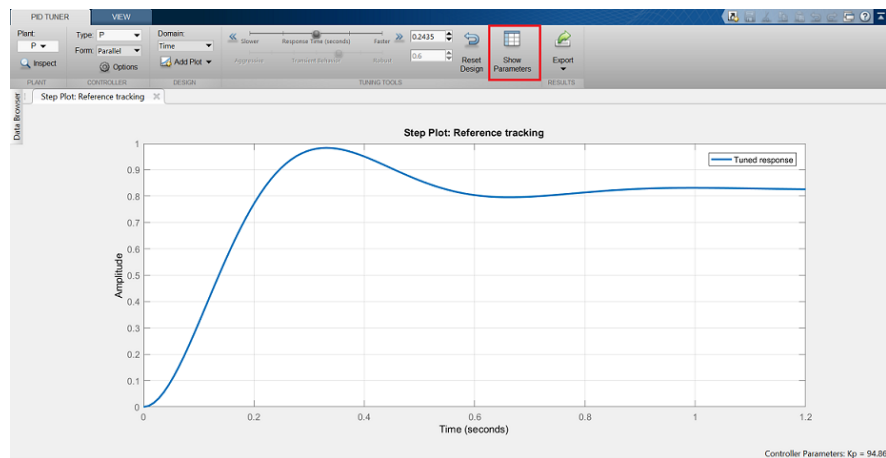 PID TUNER VIEW
Plant: Type: P Domain:
P Form: Parallel Time
Slower Response Time (seconds) Faster 0.2435
Inspect Options Add Plot
Aggressive Transient Behavior Robust 0.6
Reset Design Show Parameters Export
PLANT CONTROLLER DESIGN TUNING TOOLS RESULTS
Data Browser
Step Plot: Reference tracking
Step Plot: Reference tracking
Tuned response
1
0.9
0.8
0.7
0.6
0.5
0.4
0.3
0.2
0.1
0
Amplitude
0 0.2 0.4 0.6 0.8 1 1.2
Time (seconds)
Controller Parameters: Kp = 94.86